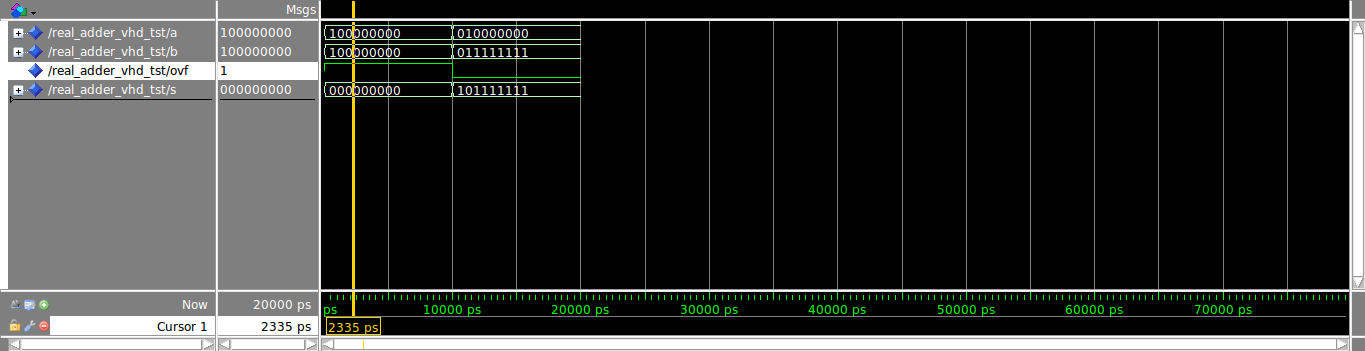 Msgs
/real_adder_vhd_tst/a 100000000 100000000 010000000
/real_adder_vhd_tst/b 100000000 100000000 011111111
/real_adder_vhd_tst/ovf 1
/real_adder_vhd_tst/s 000000000 000000000 101111111
Now 20000 ps ps 10000 ps 20000 ps 30000 ps 40000 ps 50000 ps 60000 ps 70000 ps
Cursor 1 2335 ps 2335 ps